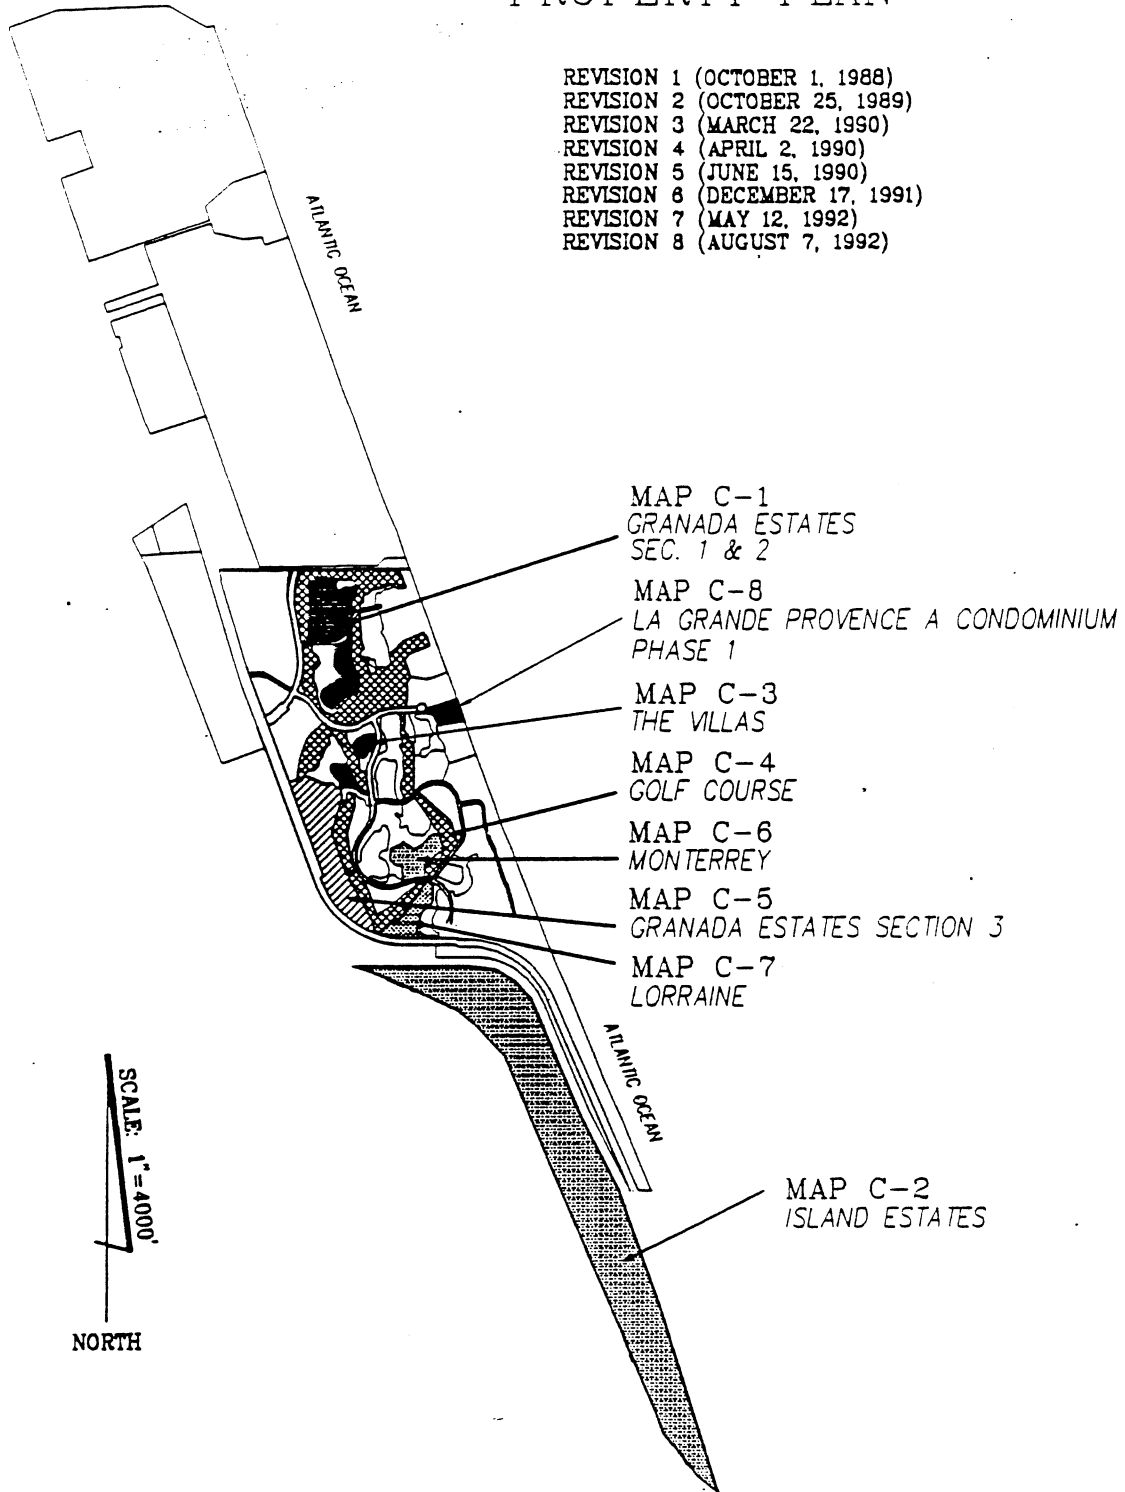 PROPERTY PLAN
REVISION 1 (OCTOBER 1, 1988)
REVISION 2 (OCTOBER 25, 1989)
REVISION 3 (MARCH 22, 1990)
REVISION 4 (APRIL 2, 1990)
REVISION 5 (JUNE 15, 1990)
REVISION 6 (DECEMBER 17, 1991)
REVISION 7 (MAY 12, 1992)
REVISION 8 (AUGUST 7, 1992)
ATLANTIC OCEAN
MAP C-1
GRANADA ESTATES
SEC. 1 & 2
MAP C-8
LA GRANDE PROVENCE A CONDOMINIUM
PHASE 1
MAP C-3
THE VILLAS
MAP C-4
GOLF COURSE
MAP C-6
MONTERREY
MAP C-5
GRANADA ESTATES SECTION 3
MAP C-7
LORRAINE
ATLANTIC OCEAN
SCALE: 1"=4000'
NORTH
MAP C-2
ISLAND ESTATES